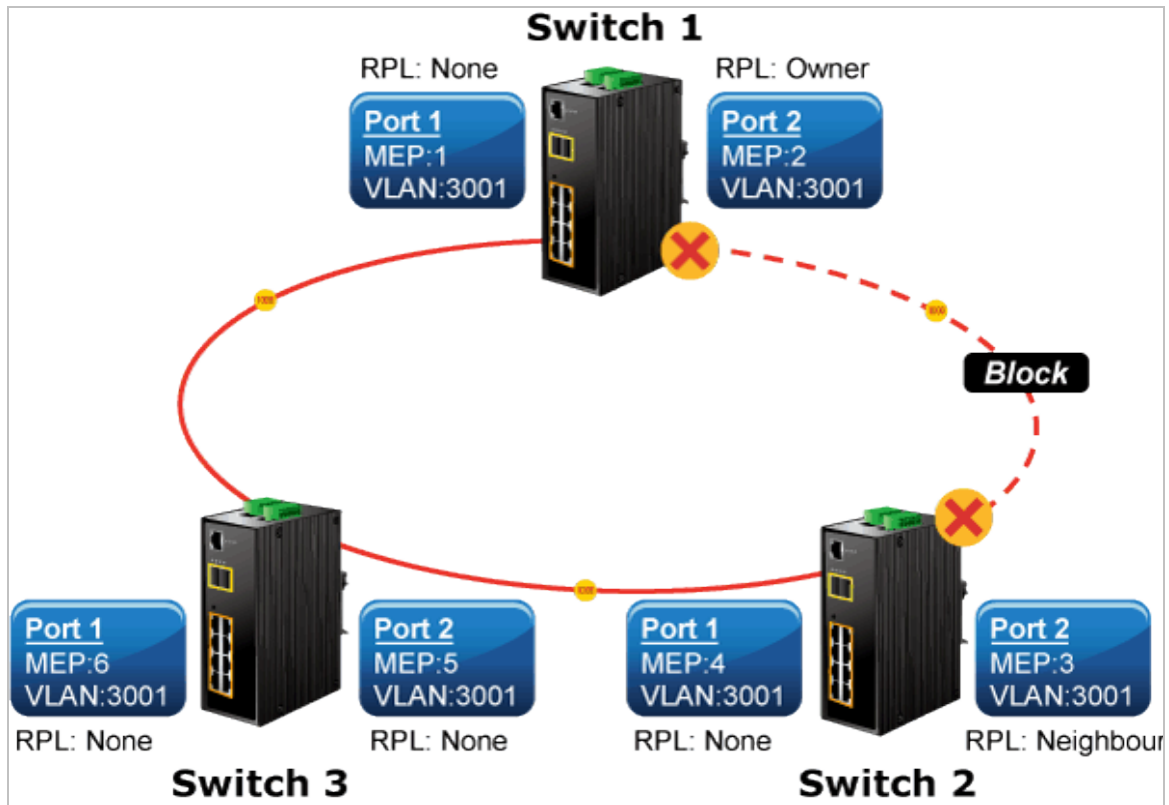 Switch 1
RPL: None
RPL: Owner
Port 1
MEP:1
VLAN:3001
Port 2
MEP:2
VLAN:3001
Block
Port 1
MEP:6
VLAN:3001
RPL: None
Port 2
MEP:5
VLAN:3001
RPL: None
Switch 3
Port 1
MEP:4
VLAN:3001
RPL: None
Port 2
MEP:3
VLAN:3001
RPL: Neighbour
Switch 2